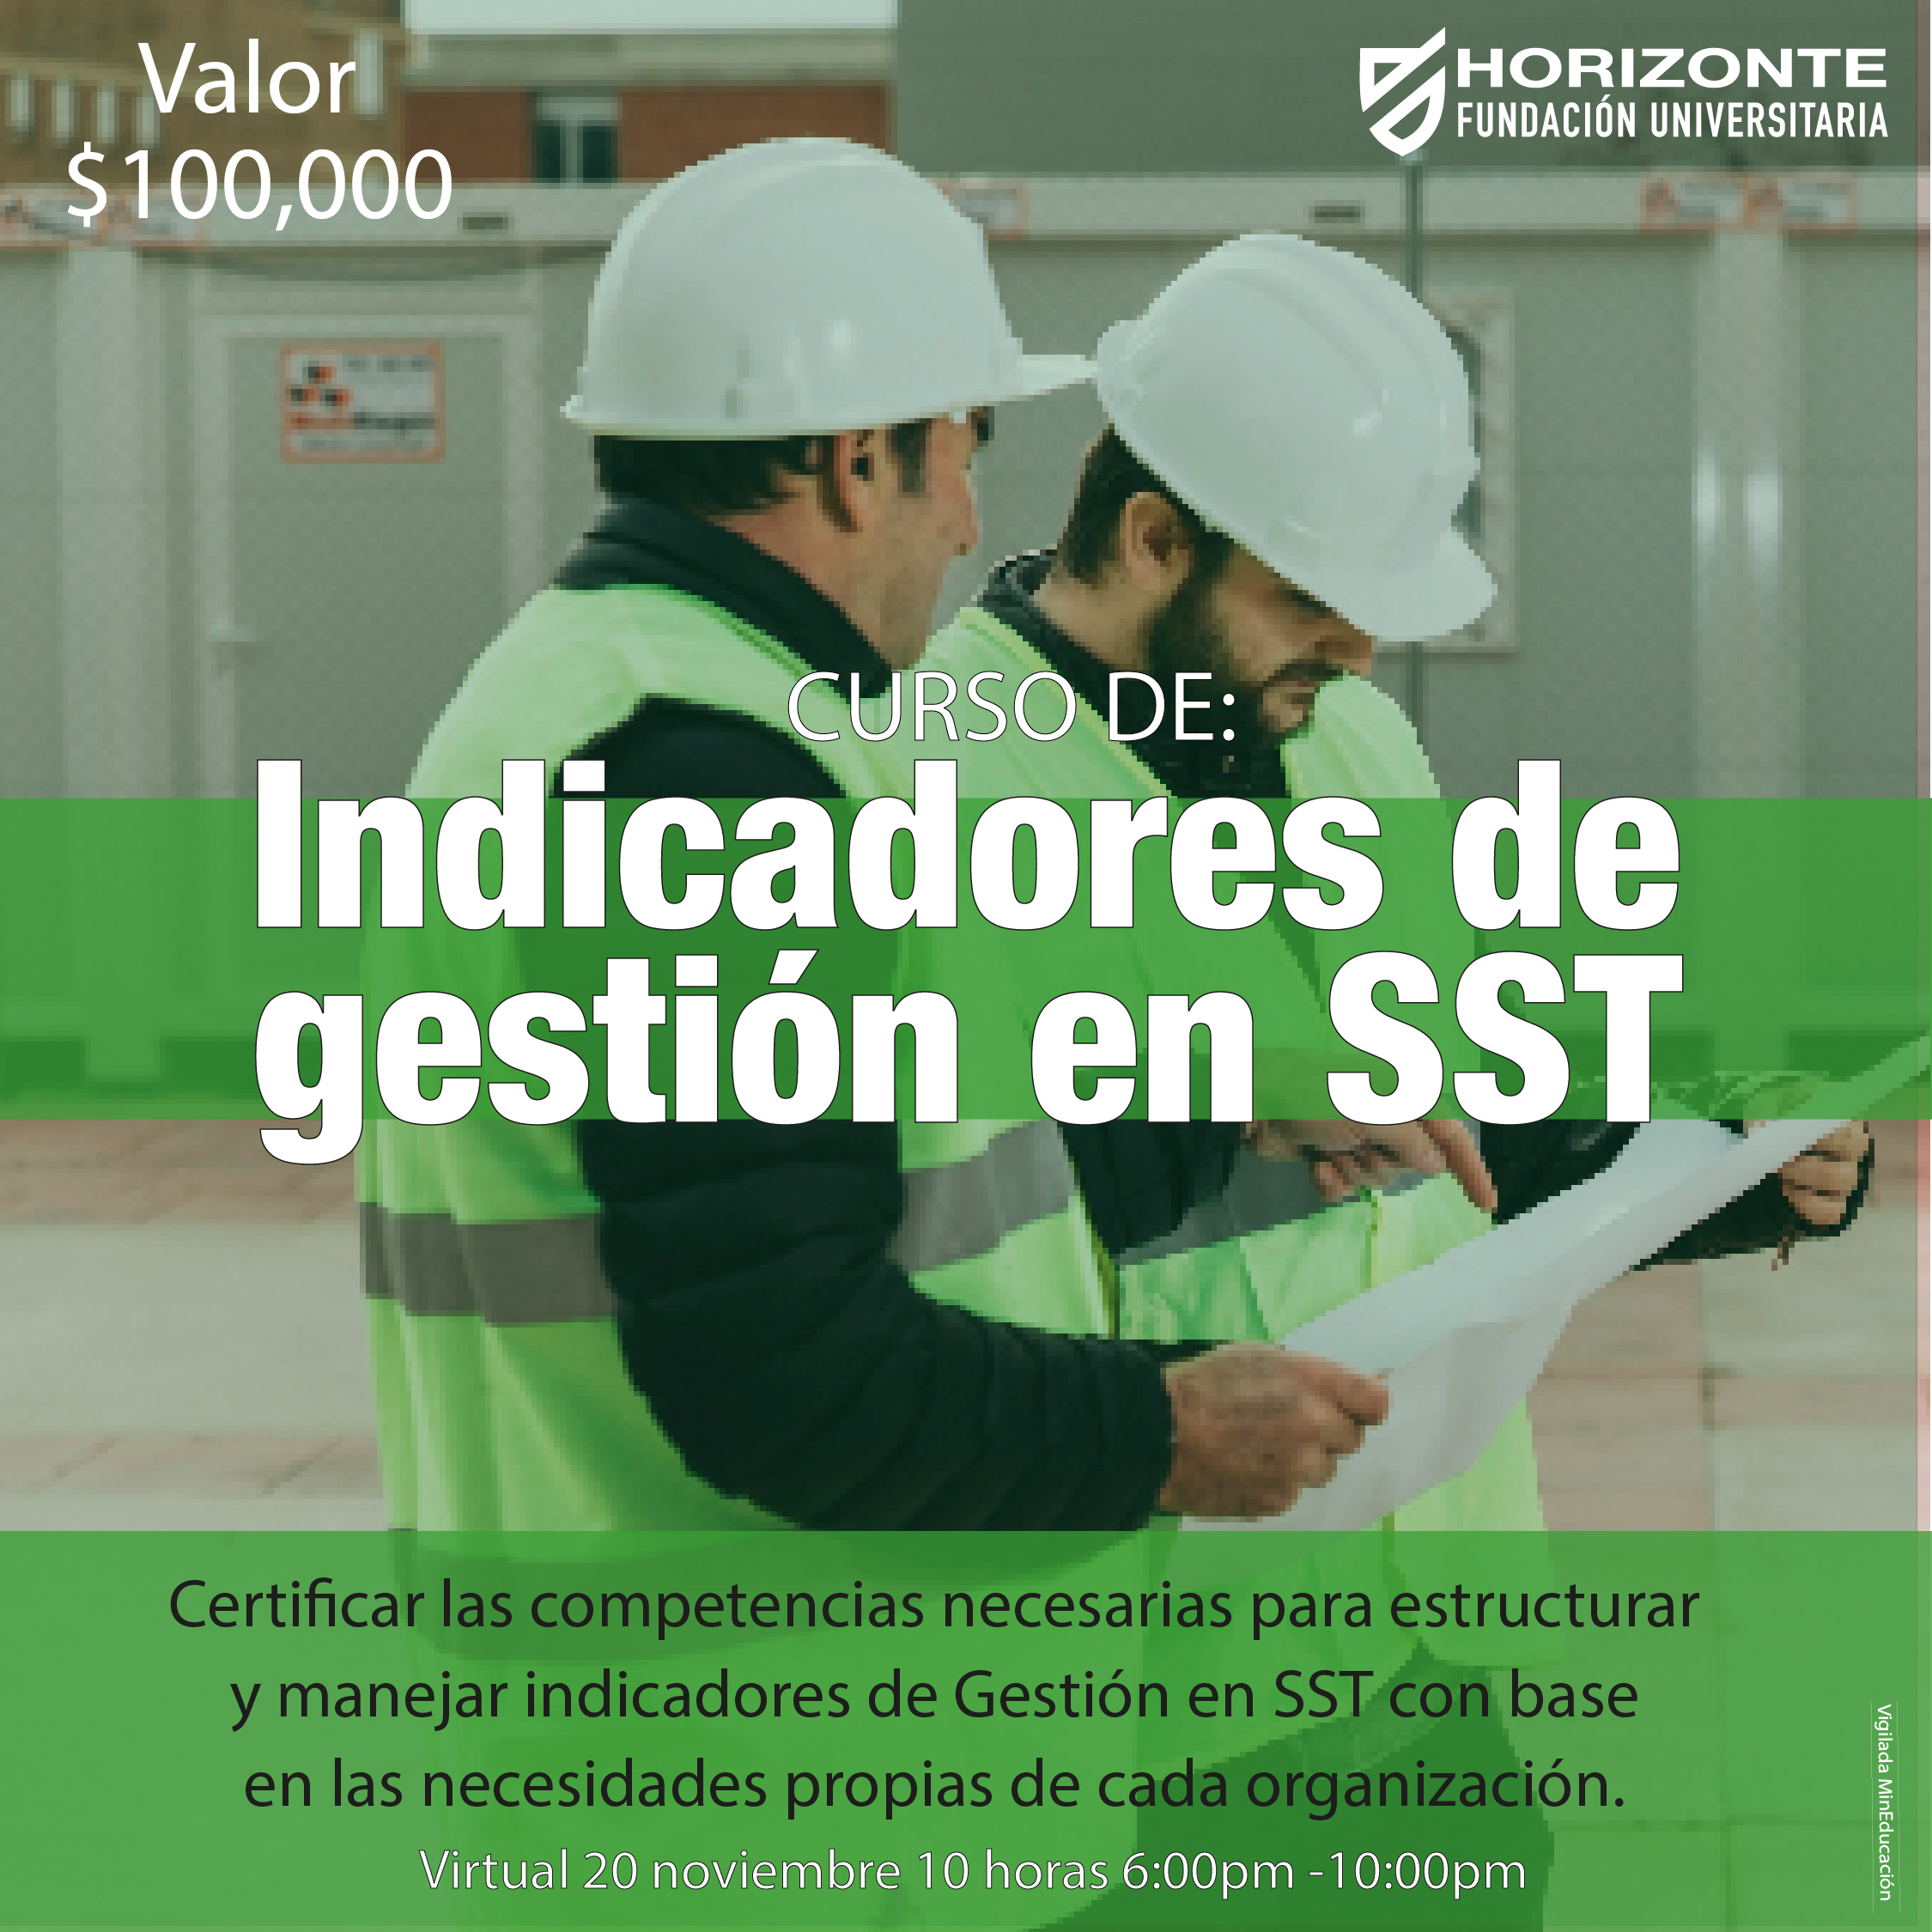 Valor
$100,000
HORIZONTE
FUNDACIÓN UNIVERSITARIA
CURSO DE:
Indicadores de
gestión en SST
Certificar las competencias necesarias para estructurar
y manejar indicadores de Gestión en SST con base
en las necesidades propias de cada organización.
Virtual 20 noviembre 10 horas 6:00pm -10:00pm
Vigilada MinEducación